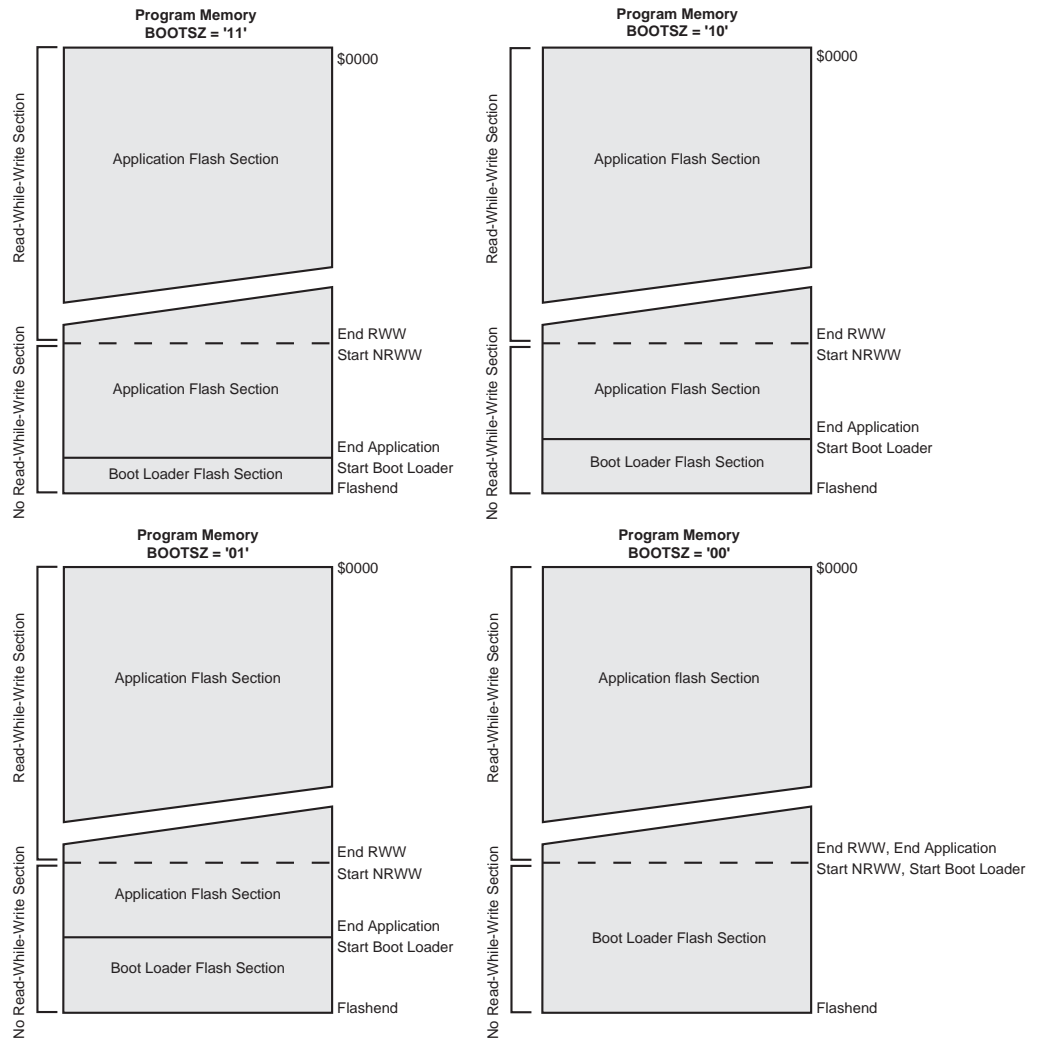 Program Memory
BOOTSZ = '11'
$0000
Read-While-Write Section
Application Flash Section
End RWW
Start NRWW
No Read-While-Write Section
Application Flash Section
End Application
Start Boot Loader
Boot Loader Flash Section
Flashend
Program Memory
BOOTSZ = '10'
$0000
Read-While-Write Section
Application Flash Section
End RWW
Start NRWW
No Read-While-Write Section
Application Flash Section
End Application
Start Boot Loader
Boot Loader Flash Section
Flashend
Program Memory
BOOTSZ = '01'
$0000
Read-While-Write Section
Application Flash Section
End RWW
Start NRWW
No Read-While-Write Section
Application Flash Section
End Application
Start Boot Loader
Boot Loader Flash Section
Flashend
Program Memory
BOOTSZ = '00'
$0000
Read-While-Write Section
Application flash Section
End RWW, End Application
Start NRWW, Start Boot Loader
No Read-While-Write Section
Boot Loader Flash Section
Flashend